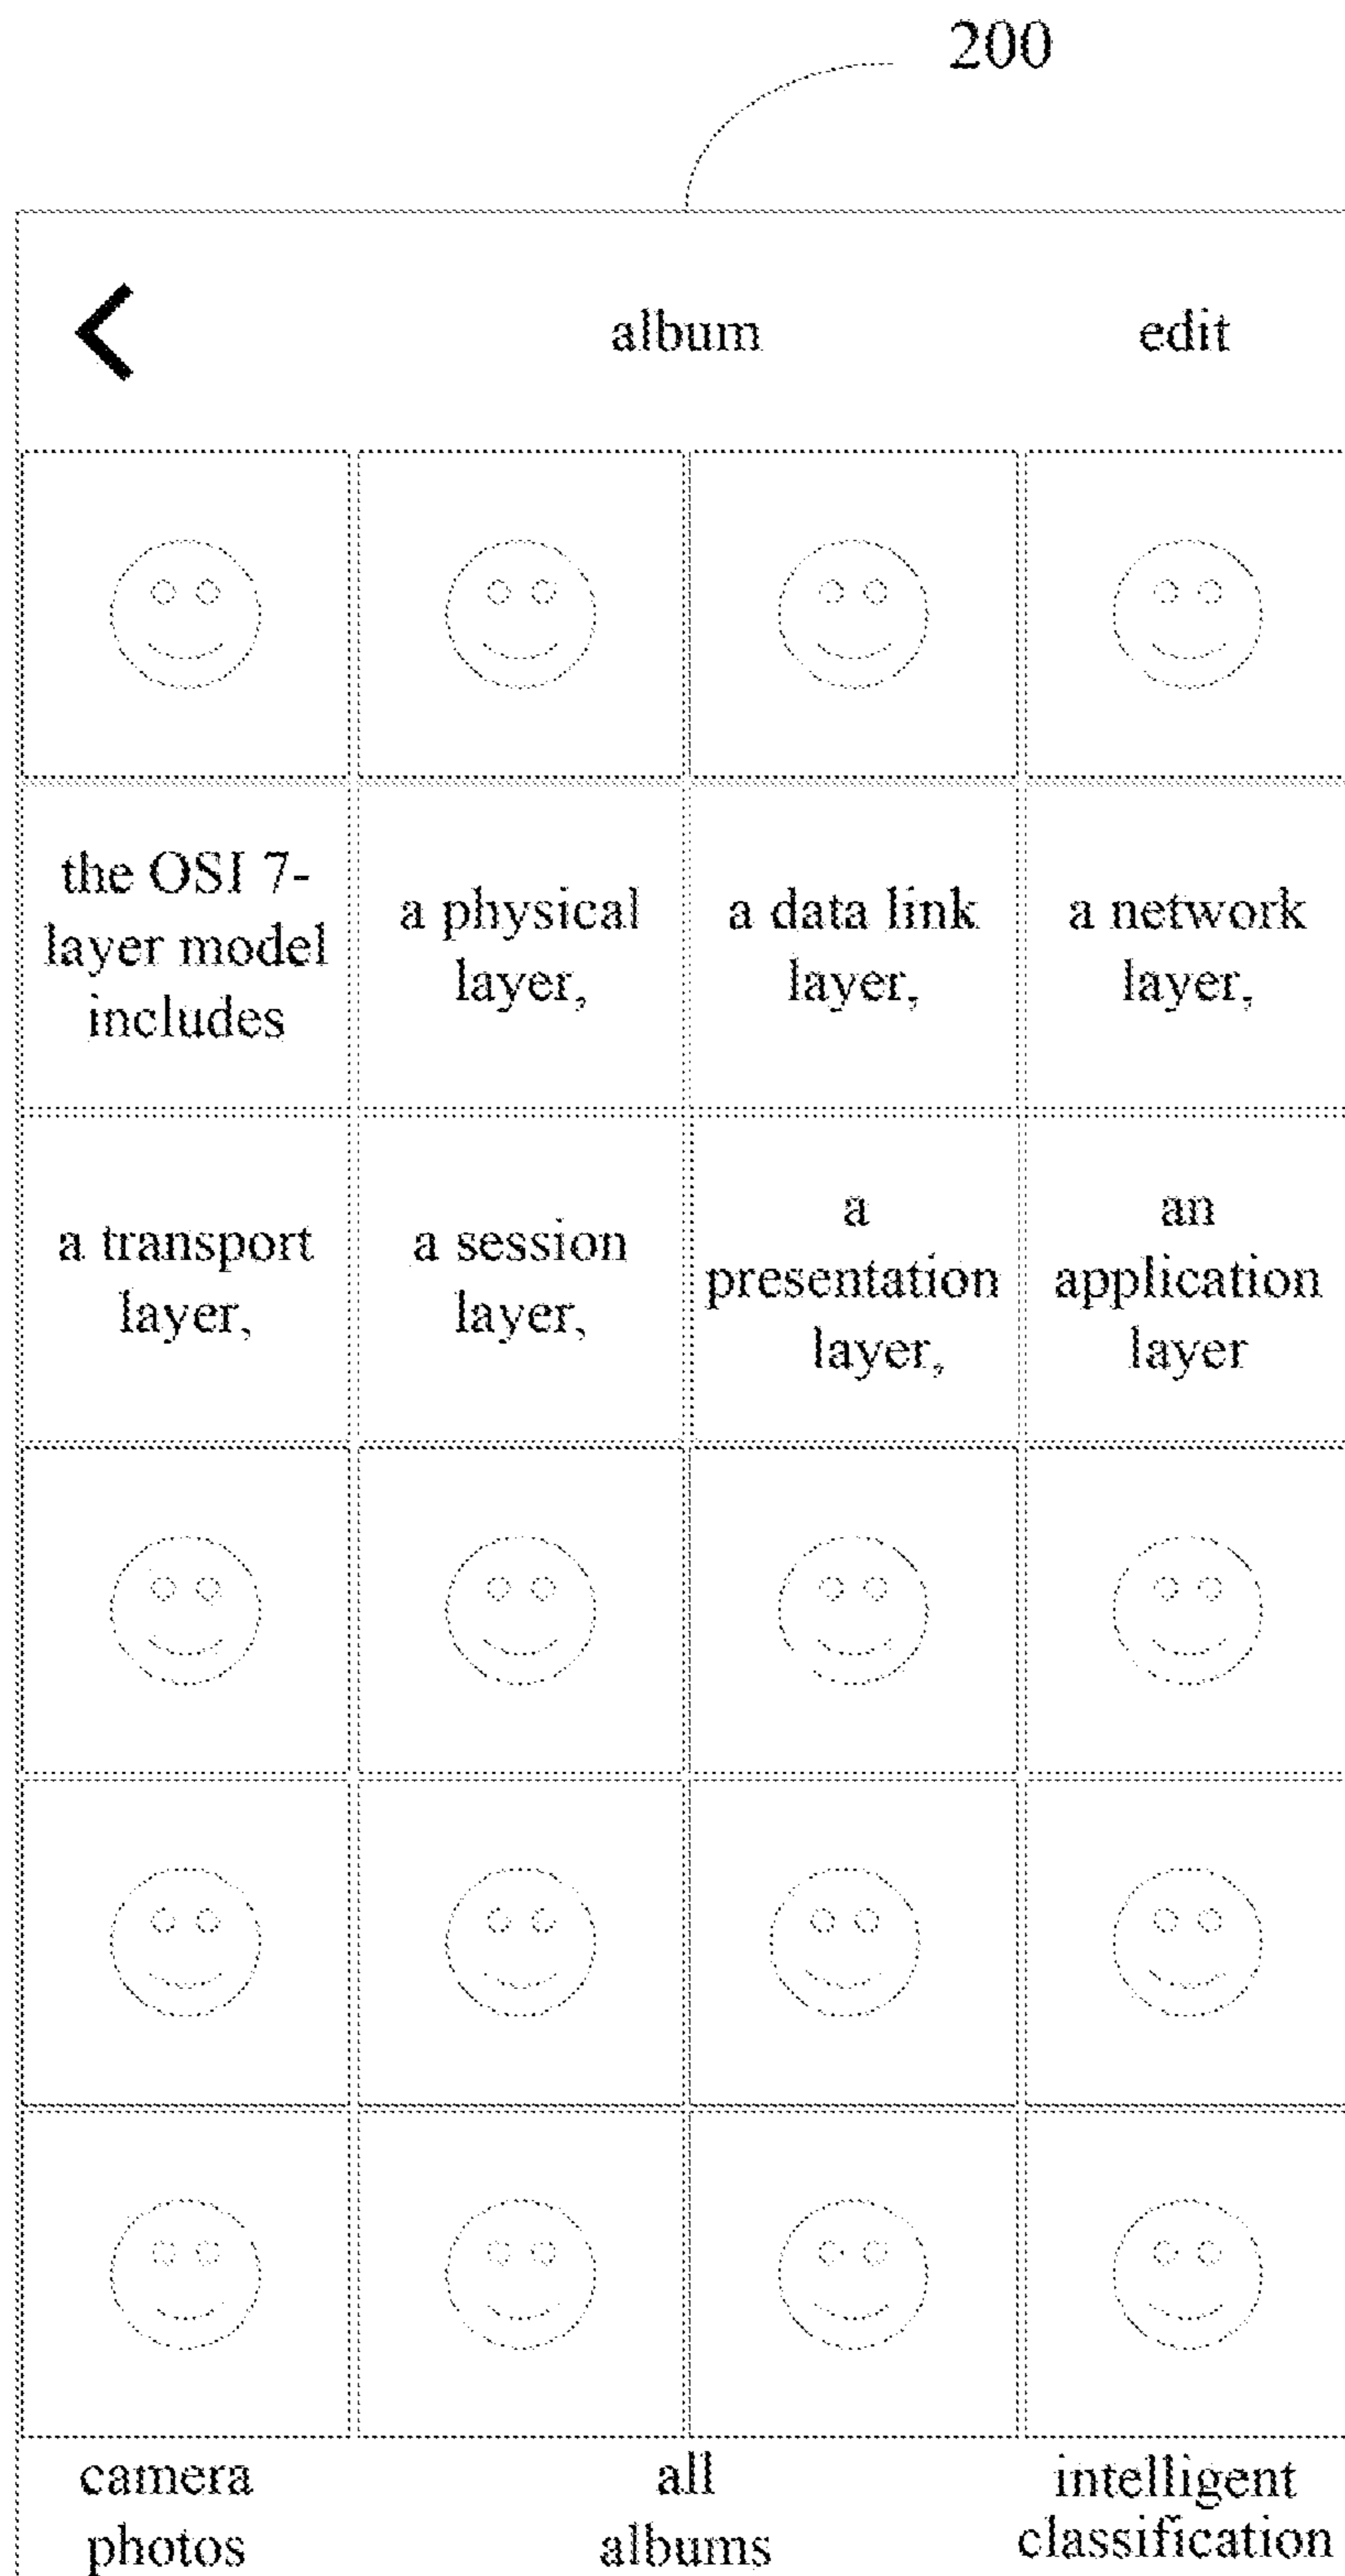 200
album edit
the OSI 7-
layer model
includes
a physical
layer,
a data link
layer,
a network
layer,
a transport
layer,
a session
layer,
a
presentation
layer,
an
application
layer
camera
photos
all
albums
intelligent
classification